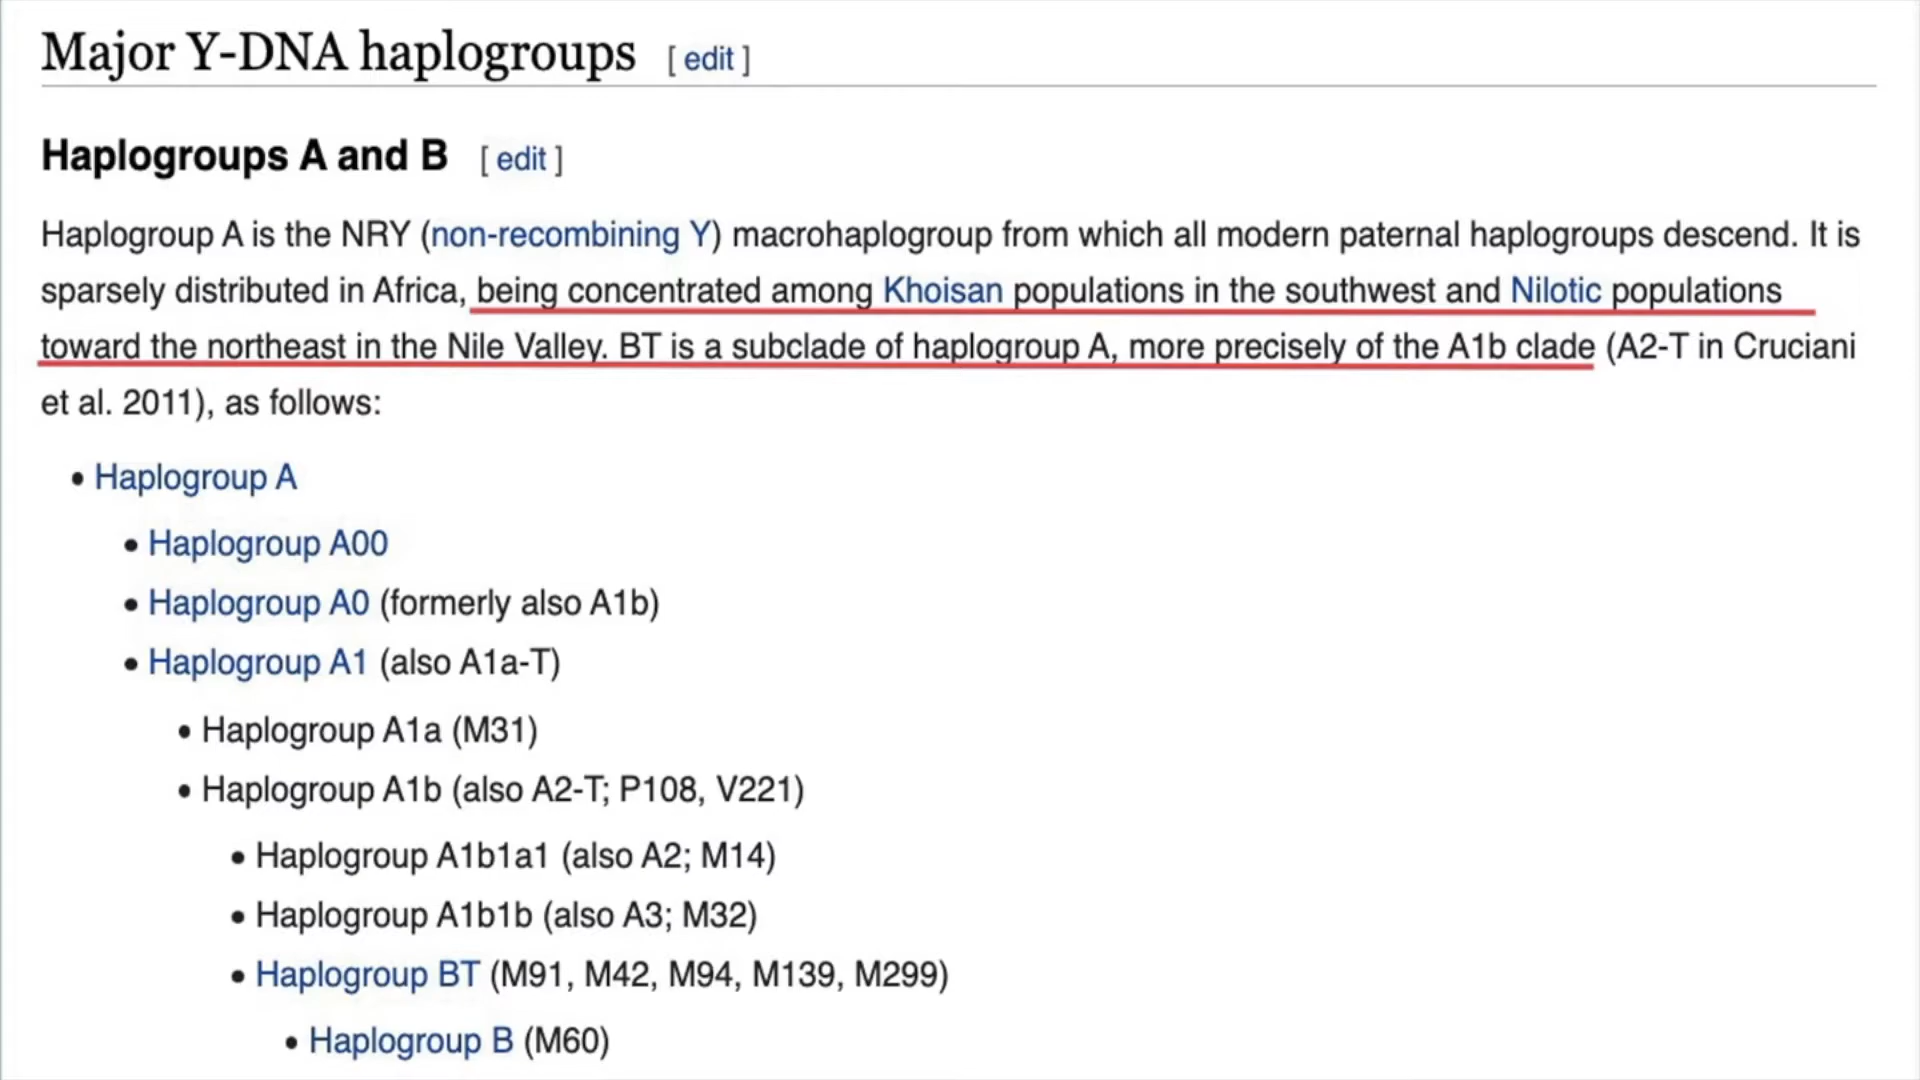 Major Y-DNA haplogroups [ edit ]
Haplogroups A and B [ edit ]
Haplogroup A is the NRY (non-recombining Y) macrohaplogroup from which all modern paternal haplogroups descend. It is
sparsely distributed in Africa, being concentrated among Khoisan populations in the southwest and Nilotic populations
toward the northeast in the Nile Valley. BT is a subclade of haplogroup A, more precisely of the A1b clade (A2-T in Cruciani
et al. 2011), as follows:
• Haplogroup A
• Haplogroup A00
• Haplogroup A0 (formerly also A1b)
• Haplogroup A1 (also A1a-T)
• Haplogroup A1a (M31)
• Haplogroup A1b (also A2-T; P108, V221)
• Haplogroup A1b1a1 (also A2; M14)
• Haplogroup A1b1b (also A3; M32)
• Haplogroup BT (M91, M42, M94, M139, M299)
• Haplogroup B (M60)